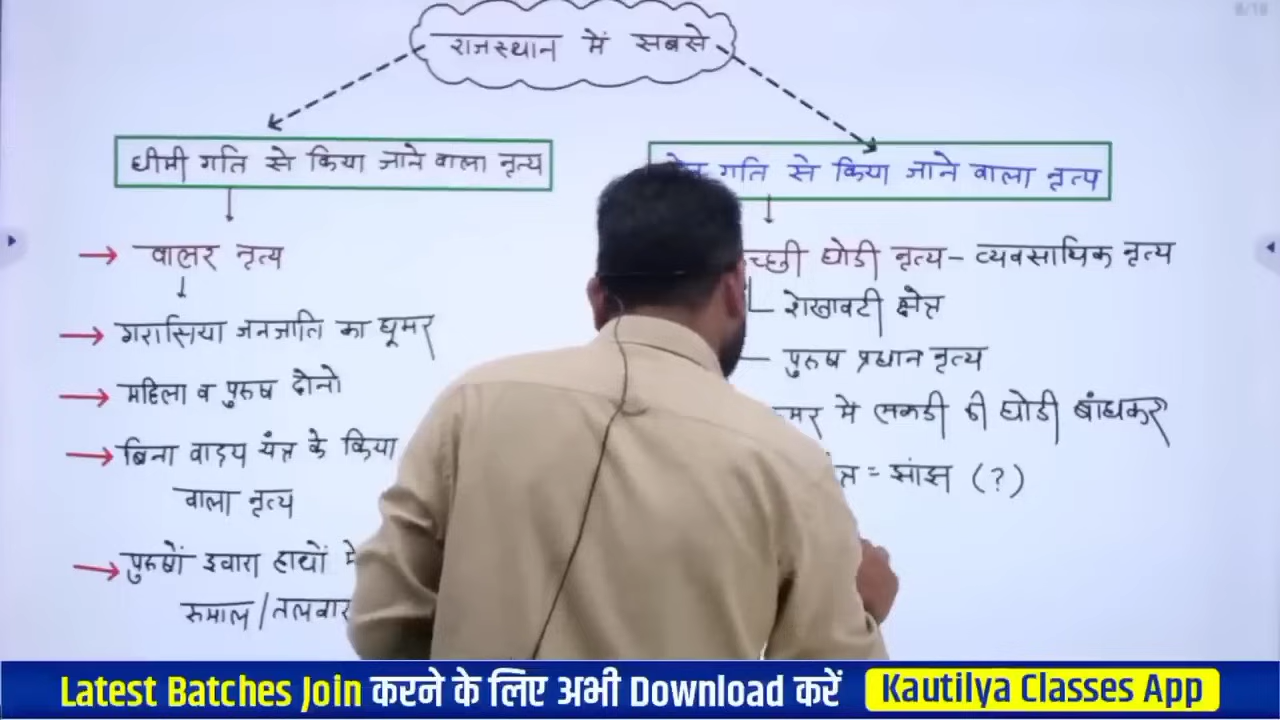 राजस्थान में सबसे
धीमी गति से किया जाने वाला नृत्य
गति से किया जाने वाला नृत्य
→ वालर नृत्य
→ गरासिया जनजाति का घूमर
→ महिला व पुरुष दोनो
→ बिना वाद्य यंत्र के किया
वाला नृत्य
→ पुरुषों द्वारा हाथों में
रुमाल/तलवार
च्छी घोडी नृत्य - व्यवसायिक नृत्य
शेखावटी क्षेत्र
पुरुष प्रधान नृत्य
मर में लकडी की घोडी बांधकर
त्र = झांझ (?)
Latest Batches Join करने के लिए अभी Download करें Kautilya Classes App